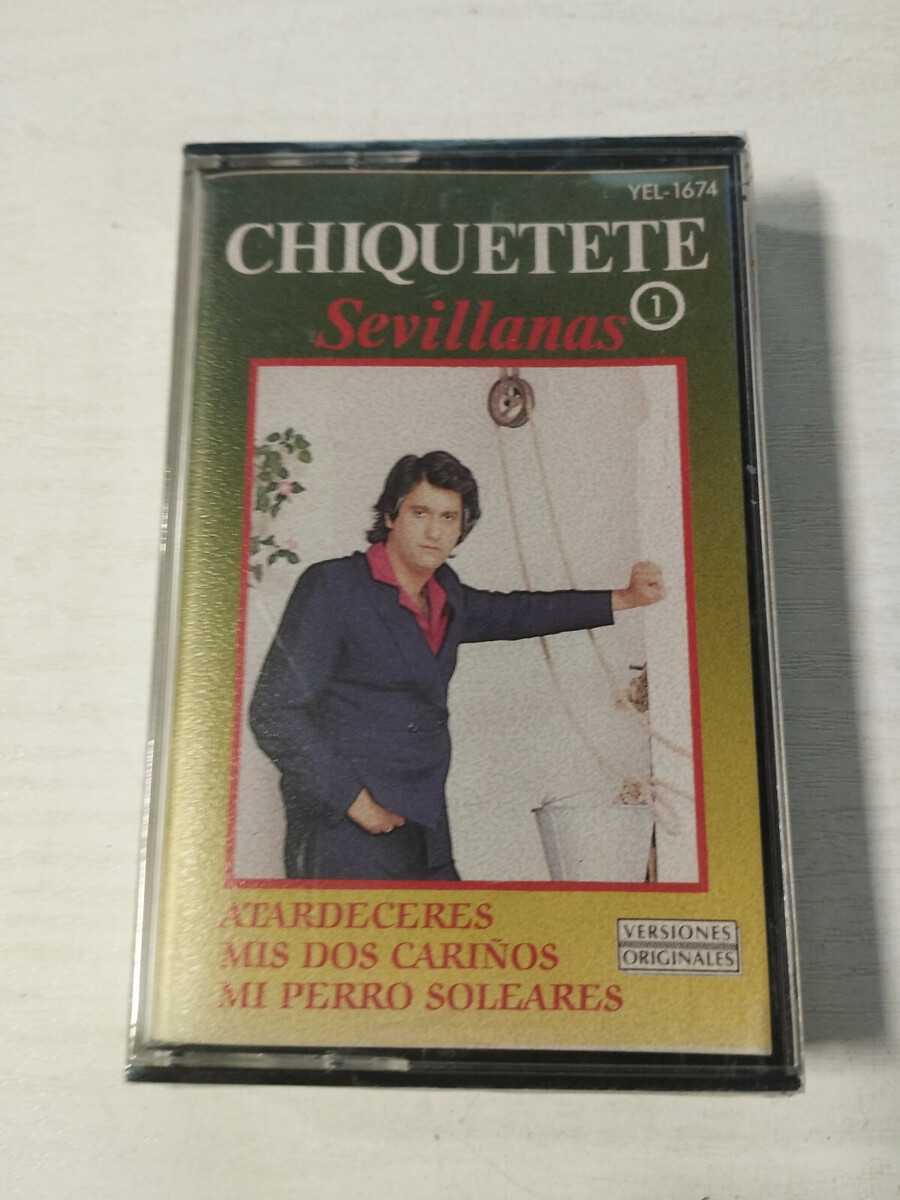 YEL-1674
CHIQUETETE
Sevillanas 1
ATARDECERES
MIS DOS CARIÑOS
MI PERRO SOLEARES
VERSIONES
ORIGINALES